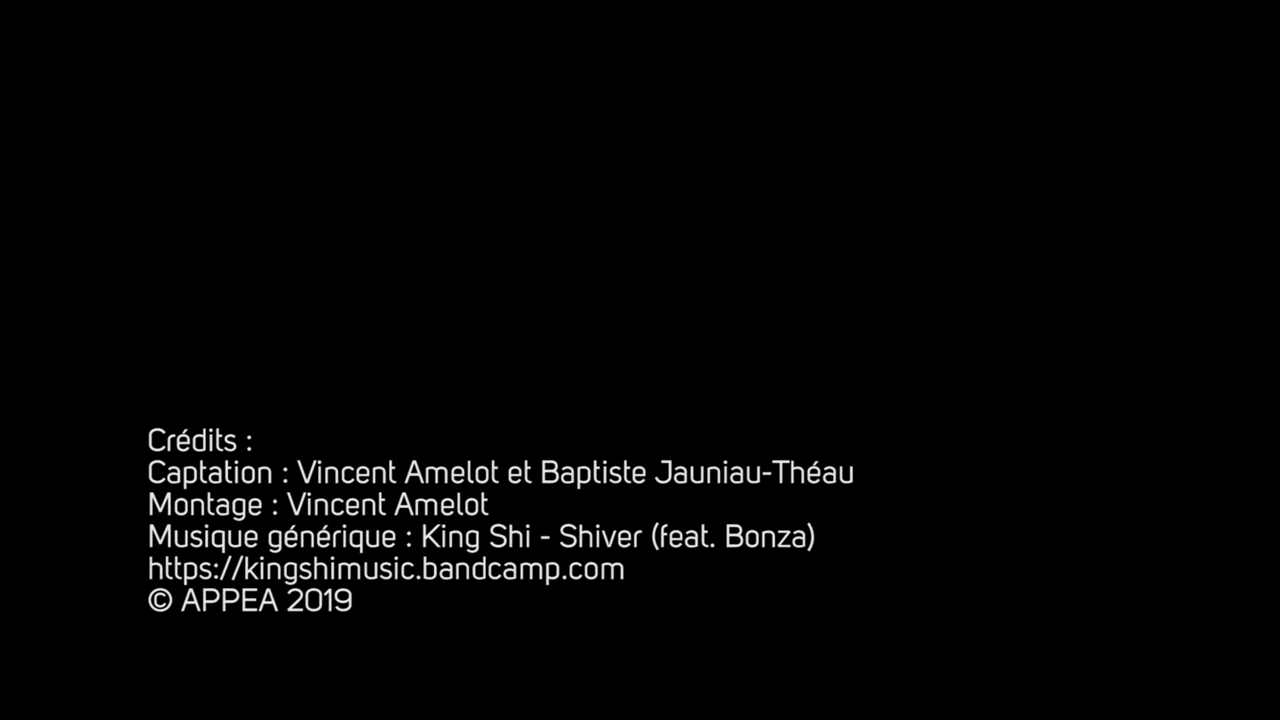 Crédits :
Captation : Vincent Amelot et Baptiste Jauniau-Théau
Montage : Vincent Amelot
Musique générique : King Shi - Shiver (feat. Bonza)
https://kingshimusic.bandcamp.com
© APPEA 2019